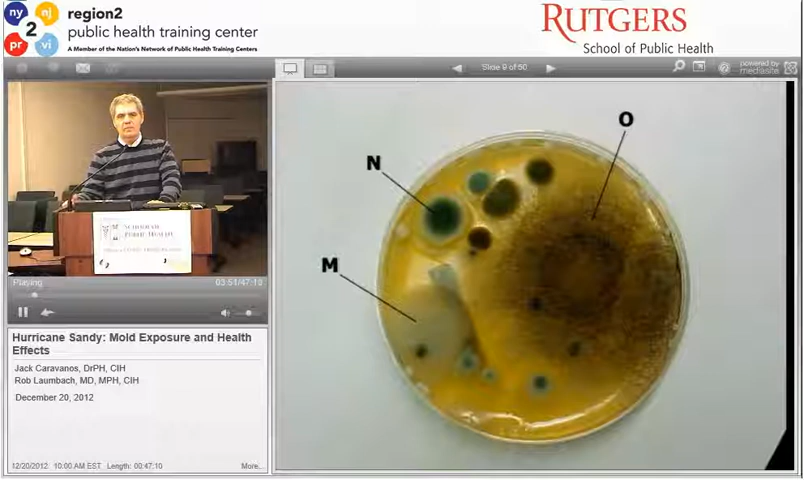 ny nj
2
pr vi
region2
public health training center
A Member of the Nation's Network of Public Health Training Centers
RUTGERS
School of Public Health
Slide 9 of 50
powered by
mediasite
N
O
M
Playing
03:51/47:10
Hurricane Sandy: Mold Exposure and Health
Effects
Jack Caravanos, DrPH, CIH
Rob Laumbach, MD, MPH, CIH
December 20, 2012
12/20/2012 10:00 AM EST Length: 00:47:10
More...